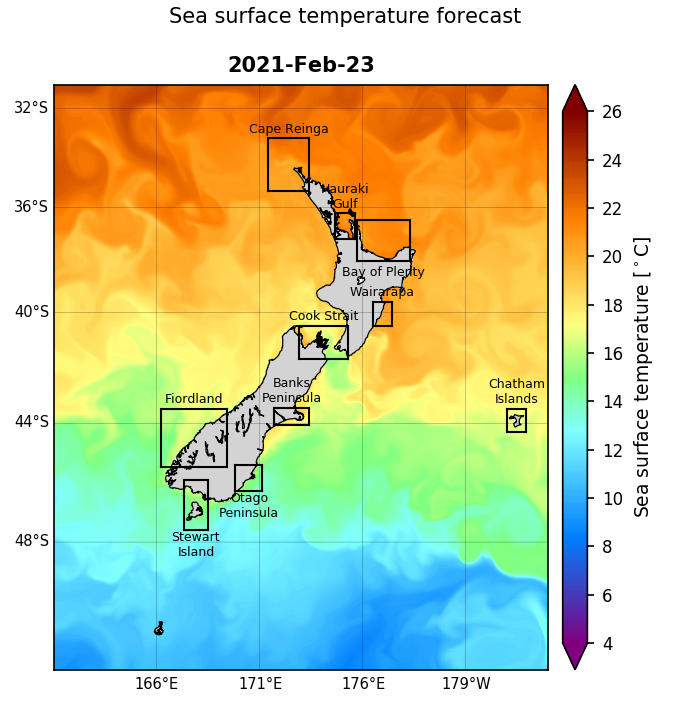 Sea surface temperature forecast
2021-Feb-23
32°S
36°S
40°S
44°S
48°S
166°E
171°E
176°E
179°W
Cape Reinga
Hauraki
Gulf
Bay of Plenty
Wairarapa
Cook Strait
Banks
Peninsula
Fiordland
Chatham
Islands
Otago
Peninsula
Stewart
Island
26
24
22
20
18
16
14
12
10
8
6
4
Sea surface temperature [°C]